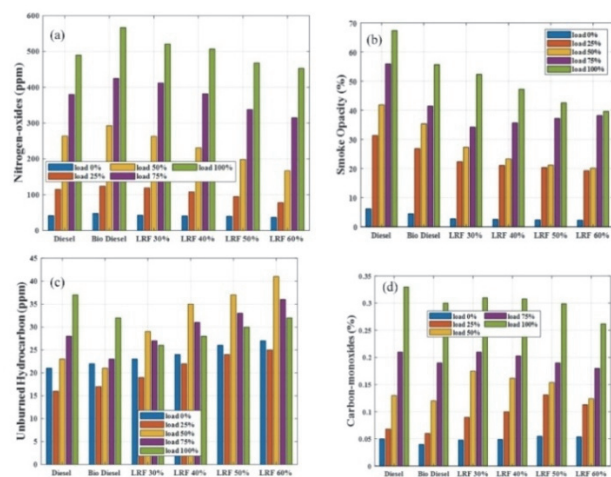 (a)
Nitrogen-oxides (ppm)
600
500
400
300
200
100
0
load 0% load 50% load 100%
load 25% load 75%
Diesel Bio Diesel LRF 30% LRF 40% LRF 50% LRF 60%
(b)
Smoke Opacity (%)
70
60
50
40
30
20
10
0
load 0%
load 25%
load 50%
load 75%
load 100%
Diesel Bio Diesel LRF 30% LRF 40% LRF 50% LRF 60%
(c)
Unburned Hydrocarbon (ppm)
45
40
35
30
25
20
15
10
5
0
load 0%
load 25%
load 50%
load 75%
load 100%
Diesel Bio Diesel LRF 30% LRF 40% LRF 50% LRF 60%
(d)
Carbon-monoxides (%)
0.35
0.3
0.25
0.2
0.15
0.1
0.05
0
load 0% load 75%
load 25% load 100%
load 50%
Diesel Bio Diesel LRF 30% LRF 40% LRF 50% LRF 60%